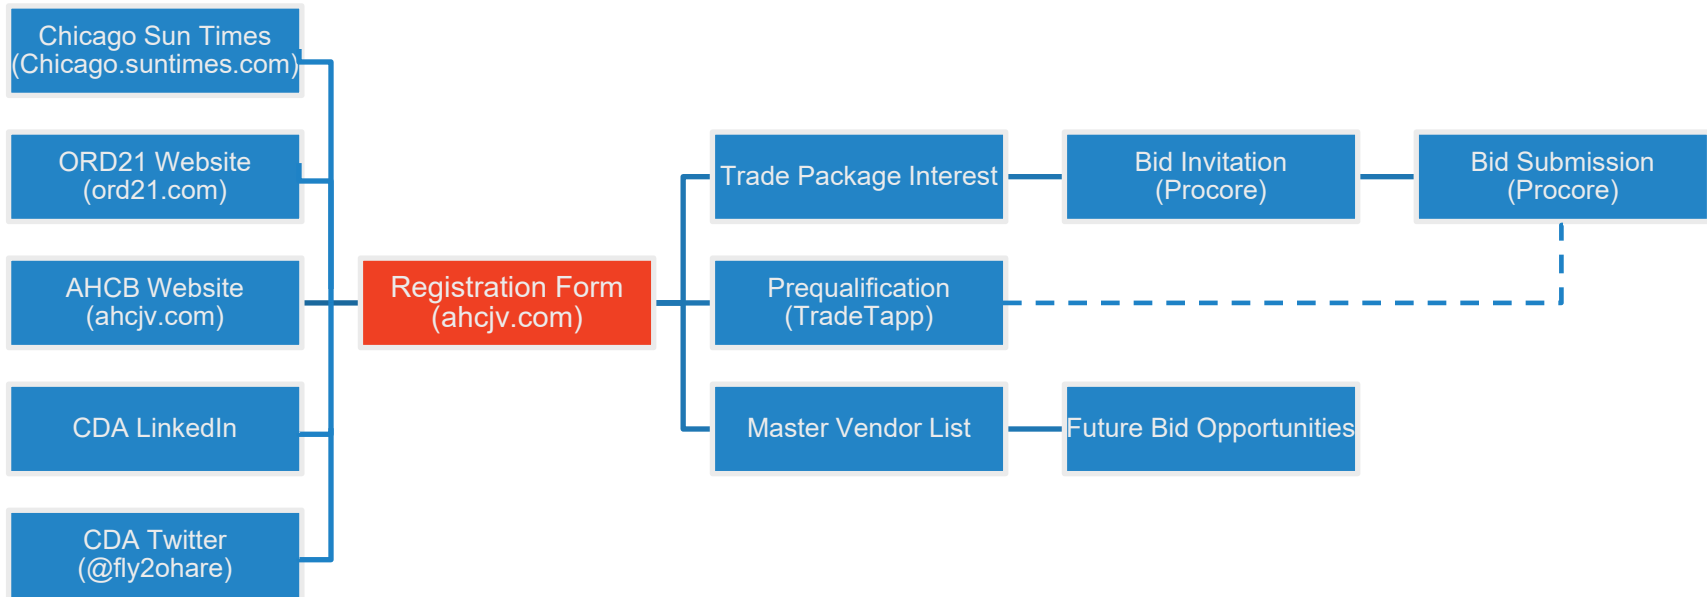 Chicago Sun Times
(Chicago.suntimes.com)
ORD21 Website
(ord21.com)
AHCB Website
(ahcjv.com)
CDA LinkedIn
CDA Twitter
(@fly2ohare)
Registration Form
(ahcjv.com)
Trade Package Interest
Bid Invitation
(Procore)
Bid Submission
(Procore)
Prequalification
(TradeTapp)
Master Vendor List
Future Bid Opportunities